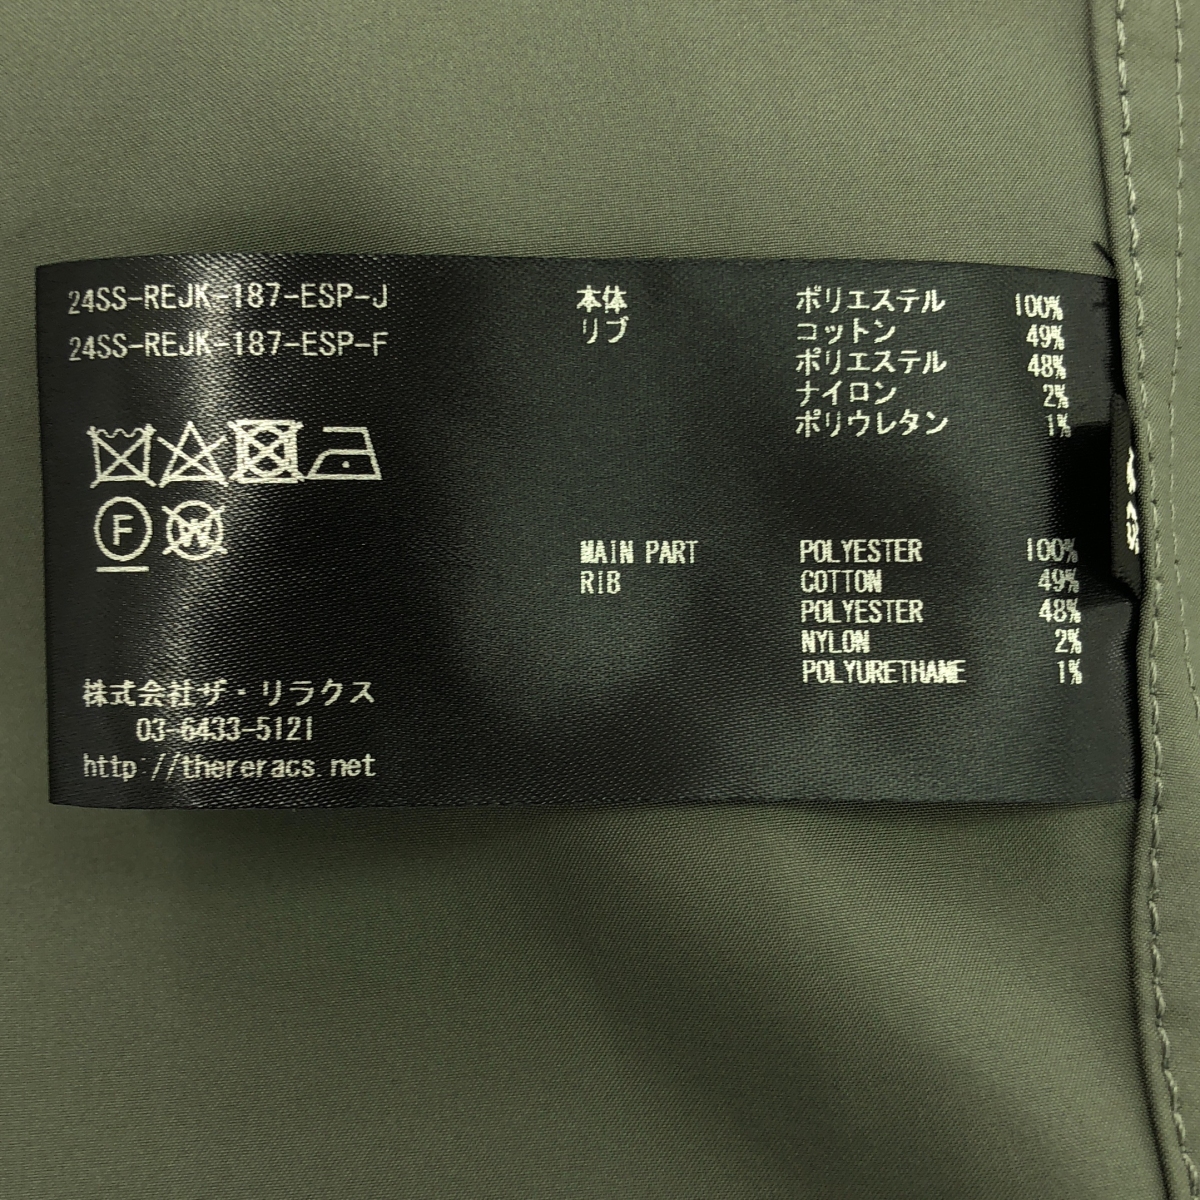 24SS-REJK-187-ESP-J
24SS-REJK-187-ESP-F
本体 ポリエステル 100%
リブ コットン 49%
ポリエステル 48%
ナイロン 2%
ポリウレタン 1%
F
W
MAIN PART POLYESTER 100%
RIB COTTON 49%
POLYESTER 48%
NYLON 2%
POLYURETHANE 1%
株式会社ザ・リラクス
03-6433-5121
http://thereracs.net